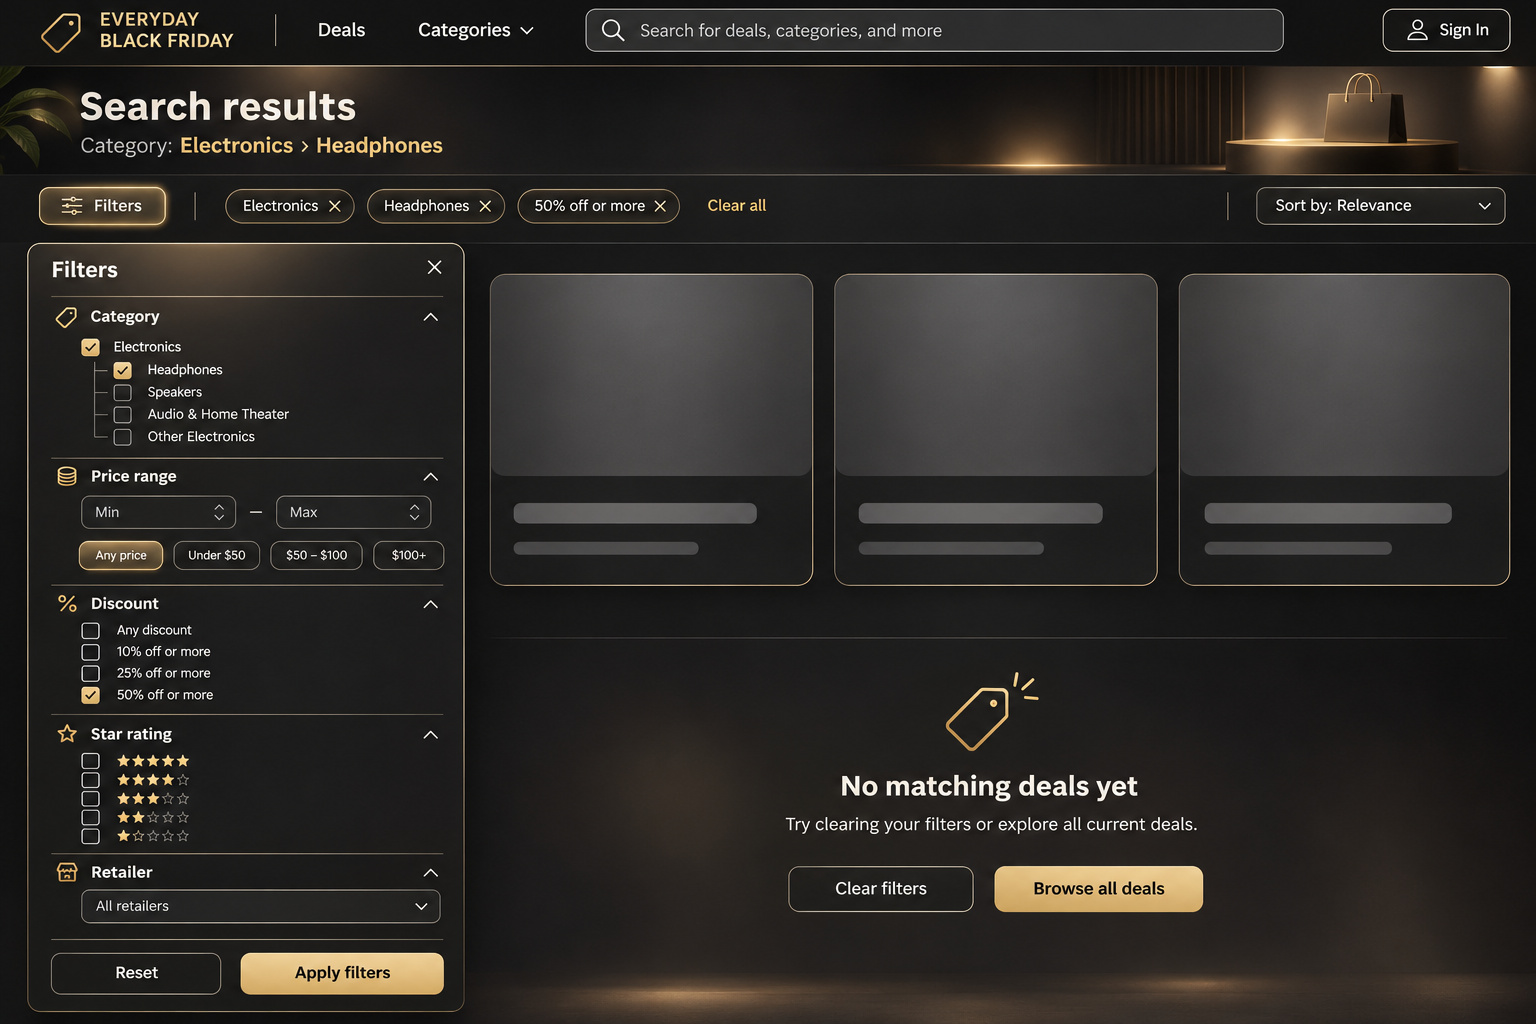 EVERYDAY
BLACK FRIDAY
Deals
Categories
Search for deals, categories, and more
Sign In
Search results
Category: Electronics › Headphones
Filters
Electronics
Headphones
50% off or more
Clear all
Sort by: Relevance
Filters
Category
Electronics
Headphones
Speakers
Audio & Home Theater
Other Electronics
Price range
Min
—
Max
Any price
Under $50
$50 – $100
$100+
Discount
Any discount
10% off or more
25% off or more
50% off or more
Star rating
Retailer
All retailers
Reset
Apply filters
No matching deals yet
Try clearing your filters or explore all current deals.
Clear filters
Browse all deals